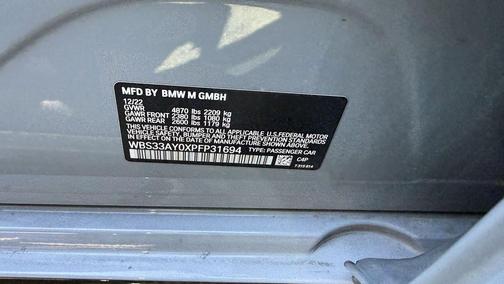 MFD BY BMW M GMBH
12/22
GVWR 4870 lbs 2209 kg
GAWR FRONT 2380 lbs 1080 kg
GAWR REAR 2600 lbs 1179 kg
THIS VEHICLE CONFORMS TO ALL APPLICABLE U.S.FEDERAL MOTOR
VEHICLE SAFETY, BUMPER AND THEFT PREVENTION STANDARDS
IN EFFECT ON THE DATE OF MANUFACTURE SHOWN ABOVE.
WBS33AY0XPFP31694 TYPE: PASSENGER CAR
C4P